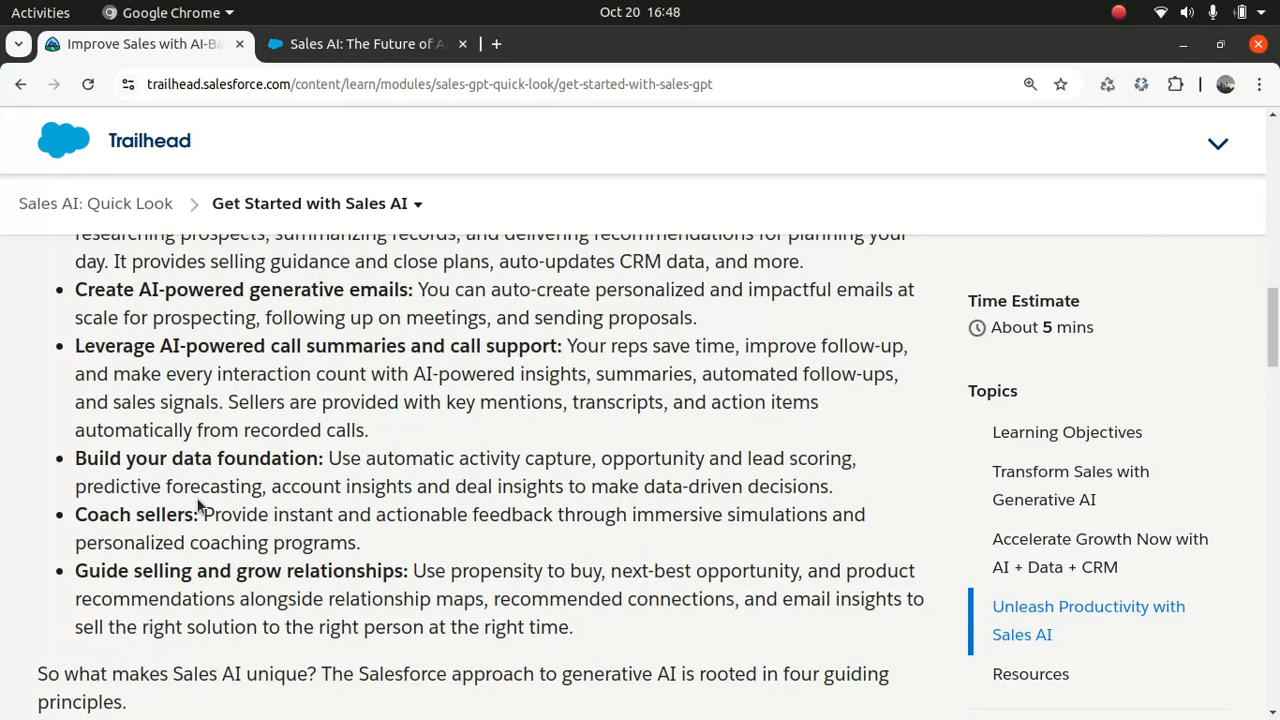 Activities
Google Chrome
Oct 20 16:48
Improve Sales with AI-Ba
Sales AI: The Future of A
trailhead.salesforce.com/content/learn/modules/sales-gpt-quick-look/get-started-with-sales-gpt
Trailhead
Sales AI: Quick Look
Get Started with Sales AI
researching prospects, summarizing records, and delivering recommendations for planning your
day. It provides selling guidance and close plans, auto-updates CRM data, and more.
• Create AI-powered generative emails: You can auto-create personalized and impactful emails at
scale for prospecting, following up on meetings, and sending proposals.
• Leverage AI-powered call summaries and call support: Your reps save time, improve follow-up,
and make every interaction count with AI-powered insights, summaries, automated follow-ups,
and sales signals. Sellers are provided with key mentions, transcripts, and action items
automatically from recorded calls.
• Build your data foundation: Use automatic activity capture, opportunity and lead scoring,
predictive forecasting, account insights and deal insights to make data-driven decisions.
• Coach sellers: Provide instant and actionable feedback through immersive simulations and
personalized coaching programs.
• Guide selling and grow relationships: Use propensity to buy, next-best opportunity, and product
recommendations alongside relationship maps, recommended connections, and email insights to
sell the right solution to the right person at the right time.
So what makes Sales AI unique? The Salesforce approach to generative AI is rooted in four guiding
principles.
Time Estimate
About 5 mins
Topics
Learning Objectives
Transform Sales with
Generative AI
Accelerate Growth Now with
AI + Data + CRM
Unleash Productivity with
Sales AI
Resources